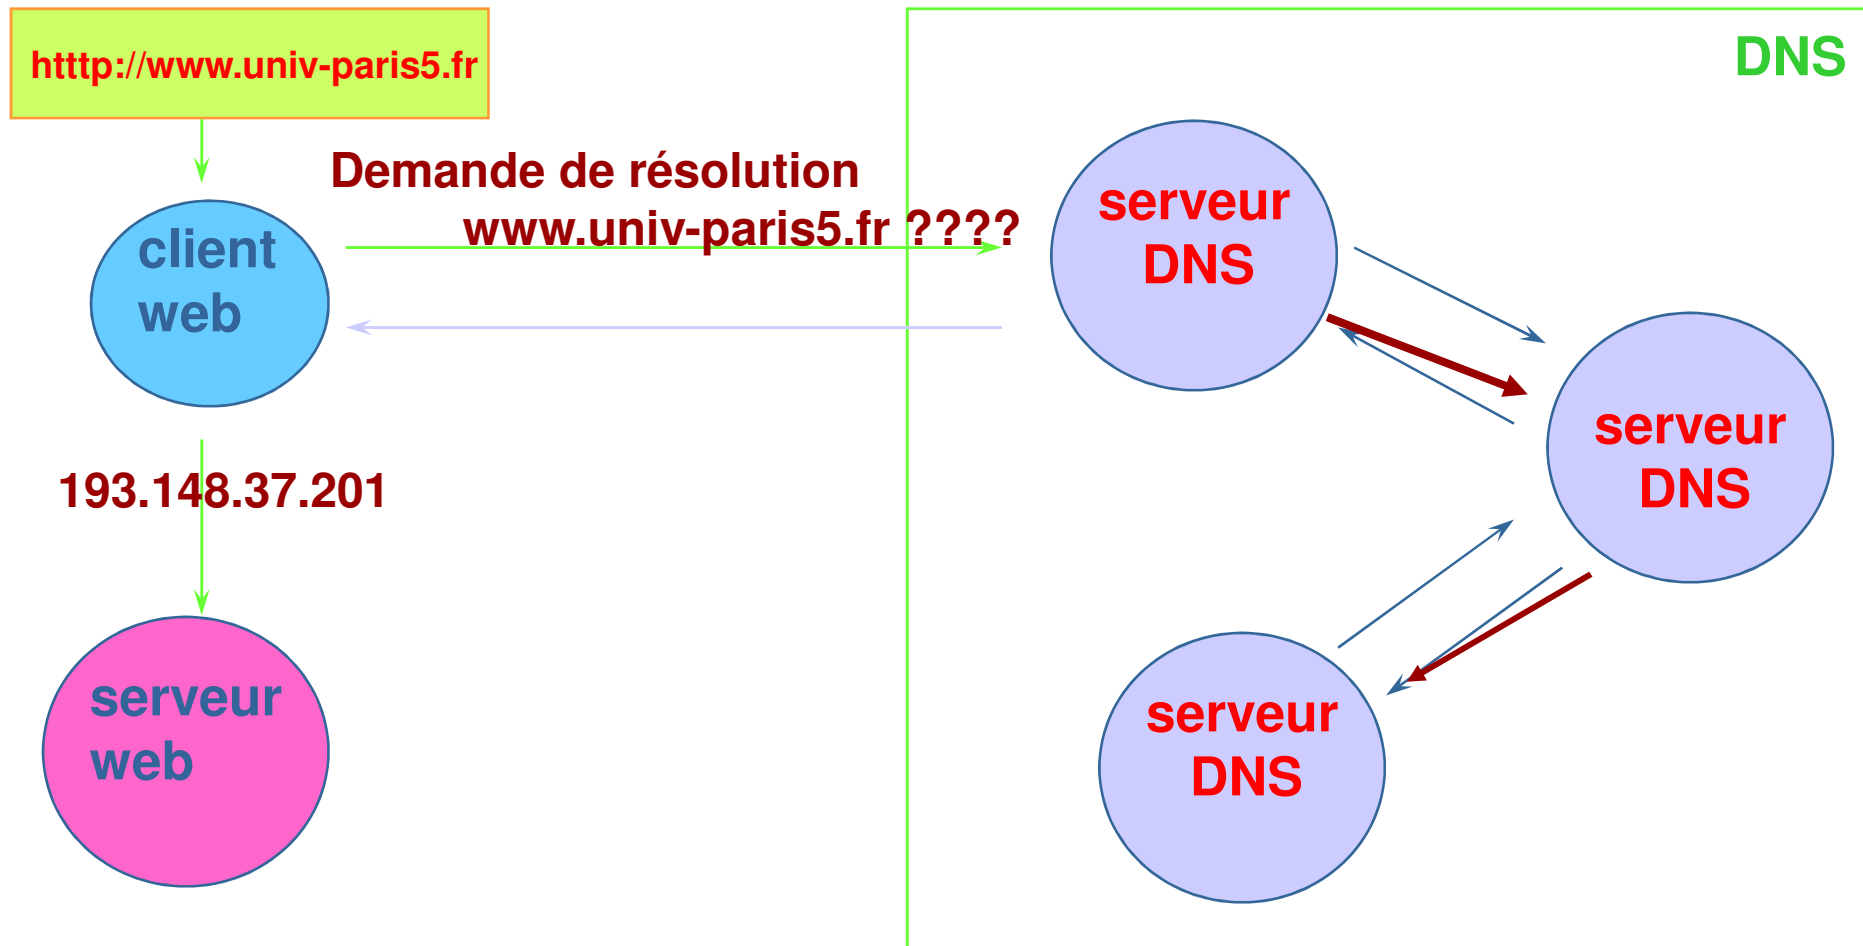 htttp://www.univ-paris5.fr
DNS
Demande de résolution
www.univ-paris5.fr ????
client
web
serveur
DNS
serveur
DNS
193.148.37.201
serveur
web
serveur
DNS